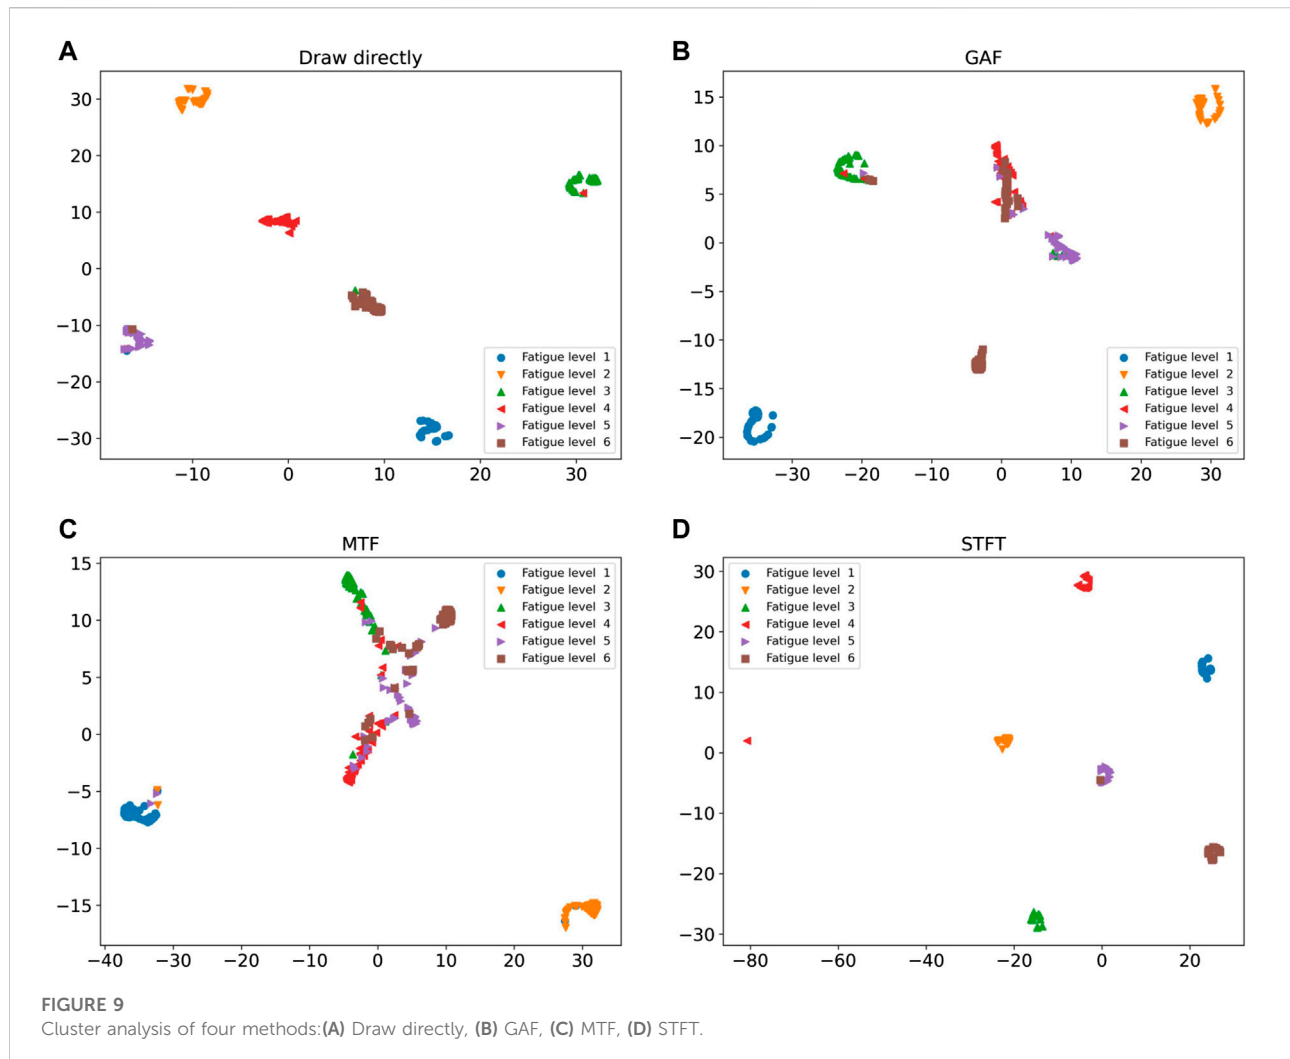 A
Draw directly
30
20
10
0
−10
−20
−30
−10 0 10 20 30
Fatigue level 1
Fatigue level 2
Fatigue level 3
Fatigue level 4
Fatigue level 5
Fatigue level 6
B
GAF
15
10
5
0
−5
−10
−15
−20
−30 −20 −10 0 10 20 30
Fatigue level 1
Fatigue level 2
Fatigue level 3
Fatigue level 4
Fatigue level 5
Fatigue level 6
C
MTF
15
10
5
0
−5
−10
−15
−40 −30 −20 −10 0 10 20 30
Fatigue level 1
Fatigue level 2
Fatigue level 3
Fatigue level 4
Fatigue level 5
Fatigue level 6
D
STFT
30
20
10
0
−10
−20
−30
−80 −60 −40 −20 0 20
Fatigue level 1
Fatigue level 2
Fatigue level 3
Fatigue level 4
Fatigue level 5
Fatigue level 6
FIGURE 9
Cluster analysis of four methods:(A) Draw directly, (B) GAF, (C) MTF, (D) STFT.